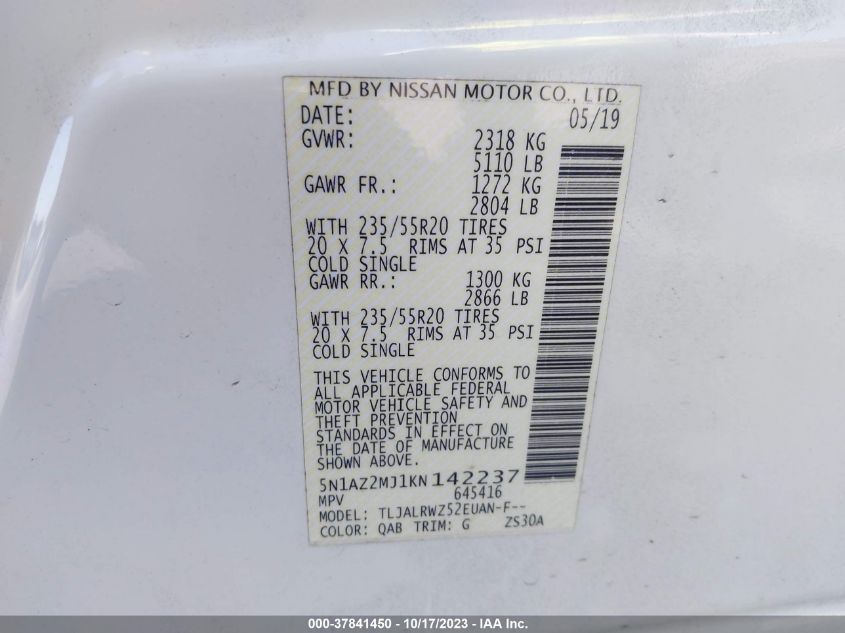 MFD BY NISSAN MOTOR CO., LTD.
DATE: 05/19
GVWR: 2318 KG
5110 LB
GAWR FR.: 1272 KG
2804 LB
WITH 235/55R20 TIRES
20 X 7.5 RIMS AT 35 PSI
COLD SINGLE
GAWR RR.: 1300 KG
2866 LB
WITH 235/55R20 TIRES
20 X 7.5 RIMS AT 35 PSI
COLD SINGLE
THIS VEHICLE CONFORMS TO
ALL APPLICABLE FEDERAL
MOTOR VEHICLE SAFETY AND
THEFT PREVENTION
STANDARDS IN EFFECT ON
THE DATE OF MANUFACTURE
SHOWN ABOVE.
5N1AZ2MJ1KN142237
MPV 645416
MODEL: TLJALRWZ52EUAN-F--
COLOR: QAB TRIM: G ZS30A
000-37841450 - 10/17/2023 - IAA Inc.